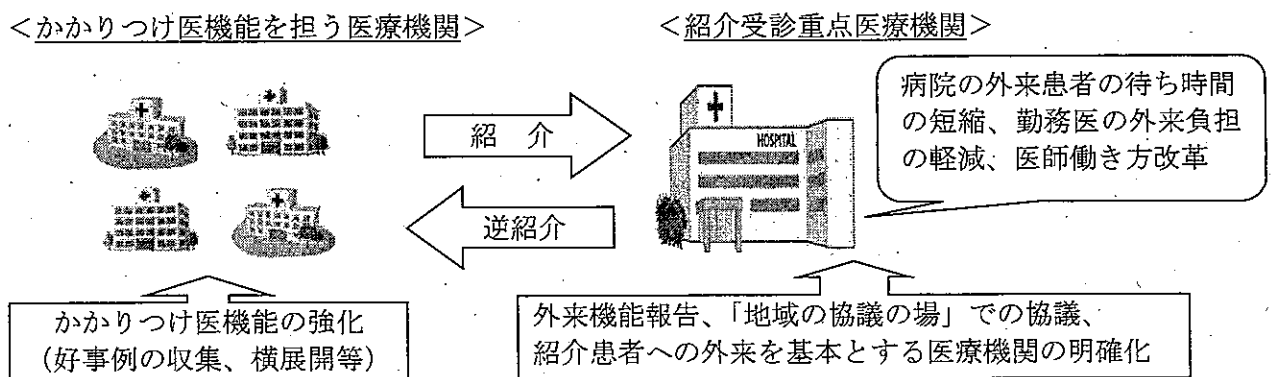 <かかりつけ医機能を担う医療機関>
<紹介受診重点医療機関>
病院の外来患者の待ち時間
の短縮、勤務医の外来負担
の軽減、医師働き方改革
紹 介
HOSPITAL
逆紹介
かかりつけ医機能の強化
(好事例の収集、横展開等)
外来機能報告、「地域の協議の場」での協議、
紹介患者への外来を基本とする医療機関の明確化